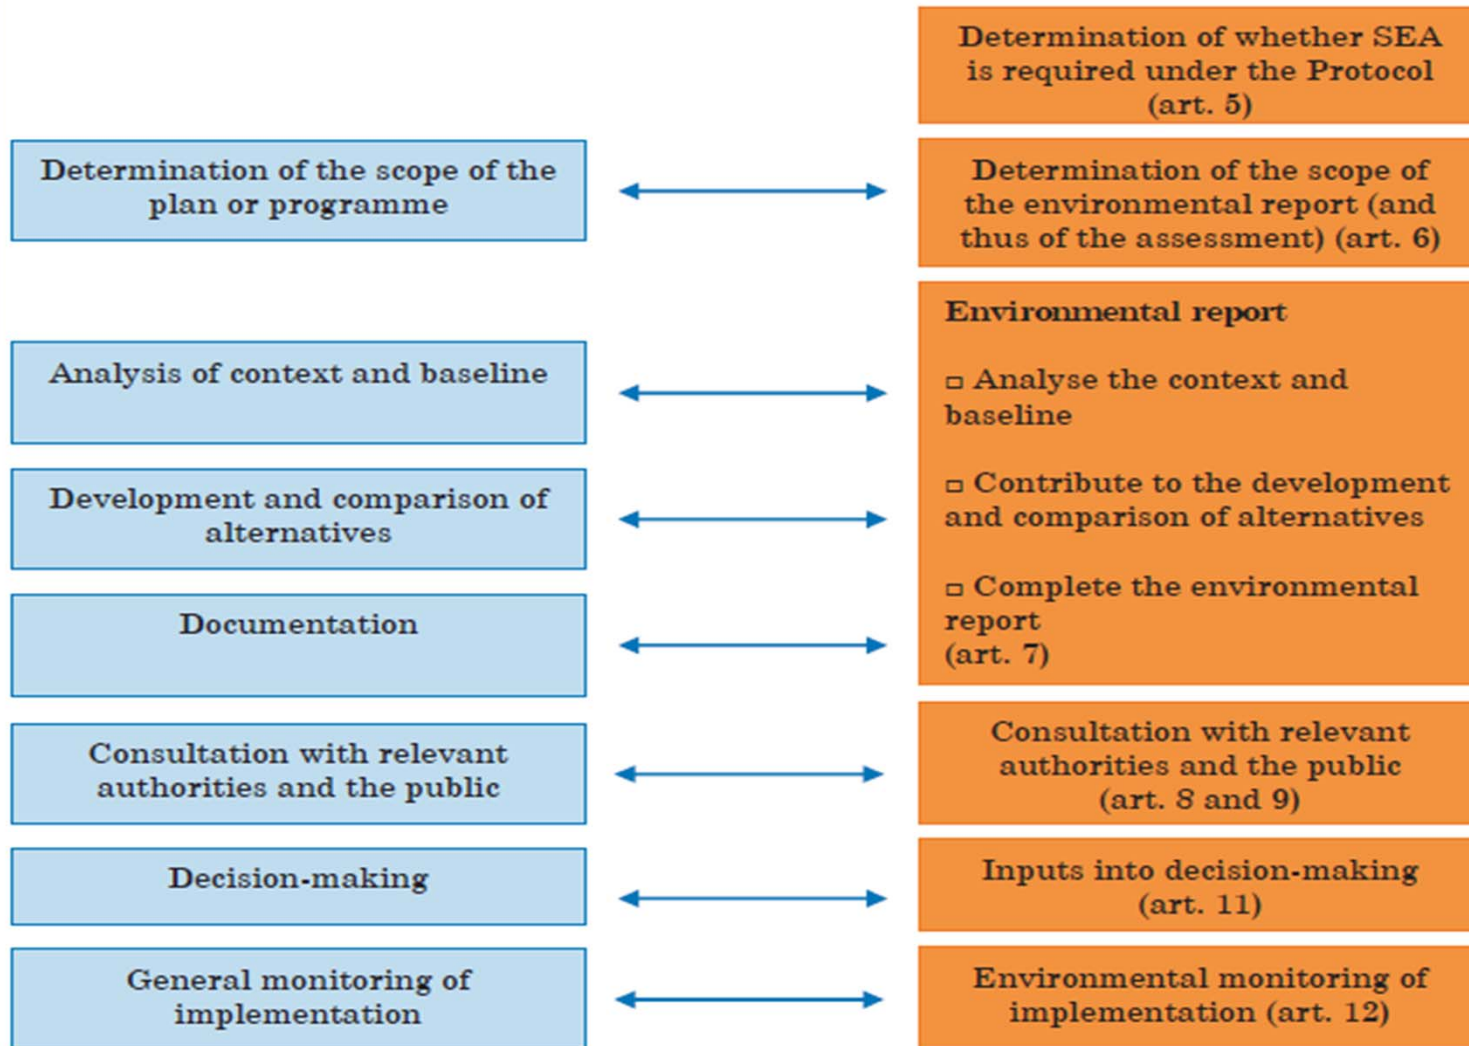 Determination of whether SEA
is required under the Protocol
(art. 5)
Determination of the scope of the
plan or programme
Determination of the scope of
the environmental report (and
thus of the assessment) (art. 6)
Analysis of context and baseline
Development and comparison of
alternatives
Documentation
Environmental report
□ Analyse the context and
baseline
□ Contribute to the development
and comparison of alternatives
□ Complete the environmental
report
(art. 7)
Consultation with relevant
authorities and the public
Consultation with relevant
authorities and the public
(art. 8 and 9)
Decision-making
Inputs into decision-making
(art. 11)
General monitoring of
implementation
Environmental monitoring of
implementation (art. 12)